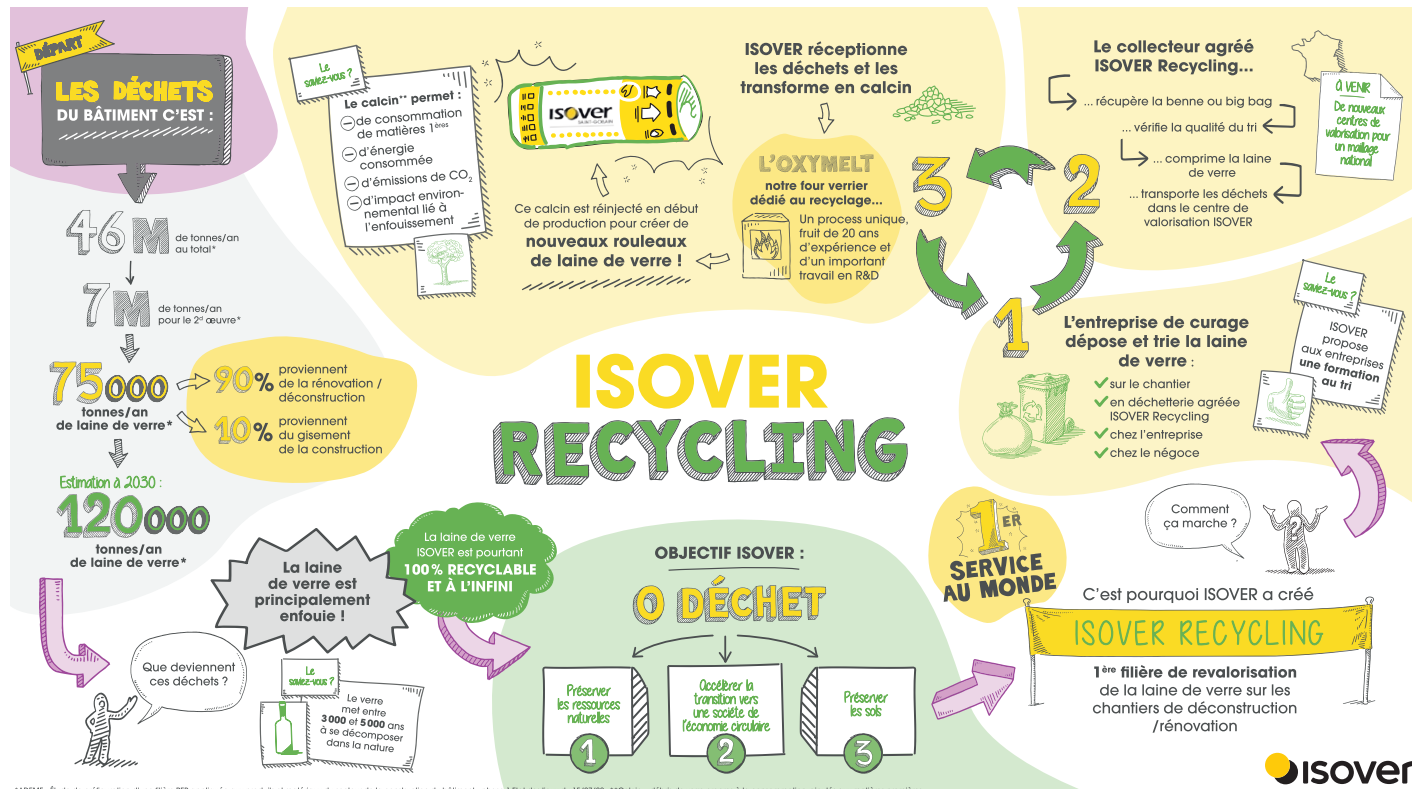 DÉPART
LES DÉCHETS
DU BÂTIMENT C'EST :
46 M
de tonnes/an
au total*
7 M
de tonnes/an
pour le 2d œuvre*
75000
tonnes/an
de laine de verre*
90%
proviennent
de la rénovation /
déconstruction
10%
proviennent
du gisement
de la construction
Estimation à 2030 :
120000
tonnes/an
de laine de verre*
Que deviennent
ces déchets ?
La laine
de verre est
principalement
enfouie !
Le
saviez-vous ?
Le verre
met entre
3 000 et 5 000 ans
à se décomposer
dans la nature
La laine de verre
ISOVER est pourtant
100 % RECYCLABLE
ET À L'INFINI
OBJECTIF ISOVER :
0 DÉCHET
Préserver
les ressources
naturelles
1
Accélérer la
transition vers
une société de
l'économie circulaire
2
Préserver
les sols
3
1ER
SERVICE
AU MONDE
C'est pourquoi ISOVER a créé
ISOVER RECYCLING
1ère filière de revalorisation
de la laine de verre sur les
chantiers de déconstruction
/rénovation
Comment
ça marche ?
?
ISOVER
RECYCLING
1
L'entreprise de curage
dépose et trie la laine
de verre :
sur le chantier
en déchetterie agréée
ISOVER Recycling
chez l'entreprise
chez le négoce
Le
saviez-vous ?
ISOVER
propose
aux entreprises
une formation
au tri
2
Le collecteur agréé
ISOVER Recycling...
... récupère la benne ou big bag
... vérifie la qualité du tri
... comprime la laine
de verre
... transporte les déchets
dans le centre de
valorisation ISOVER
À VENIR
De nouveaux
centres de
valorisation pour
un maillage
national
3
ISOVER réceptionne
les déchets et les
transforme en calcin
L'OXYMELT
notre four verrier
dédié au recyclage...
Un process unique,
fruit de 20 ans
d'expérience et
d'un important
travail en R&D
Ce calcin est réinjecté en début
de production pour créer de
nouveaux rouleaux
de laine de verre !
isover
SAINT-GOBAIN
Le
saviez-vous ?
Le calcin** permet :
- de consommation
de matières 1ères
- d'énergie
consommée
- d'émissions de CO2
- d'impact environ-
nemental lié à
l'enfouissement
isover